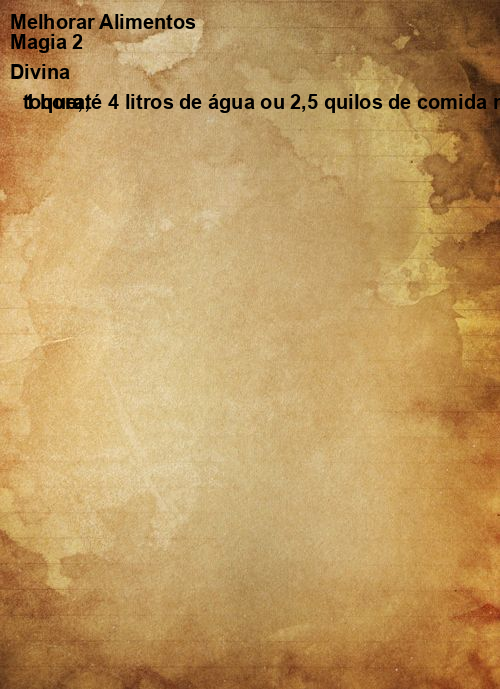 Melhorar Alimentos
Magia 2
Divina
até 4 litros de água ou 2,5 quilos de comida